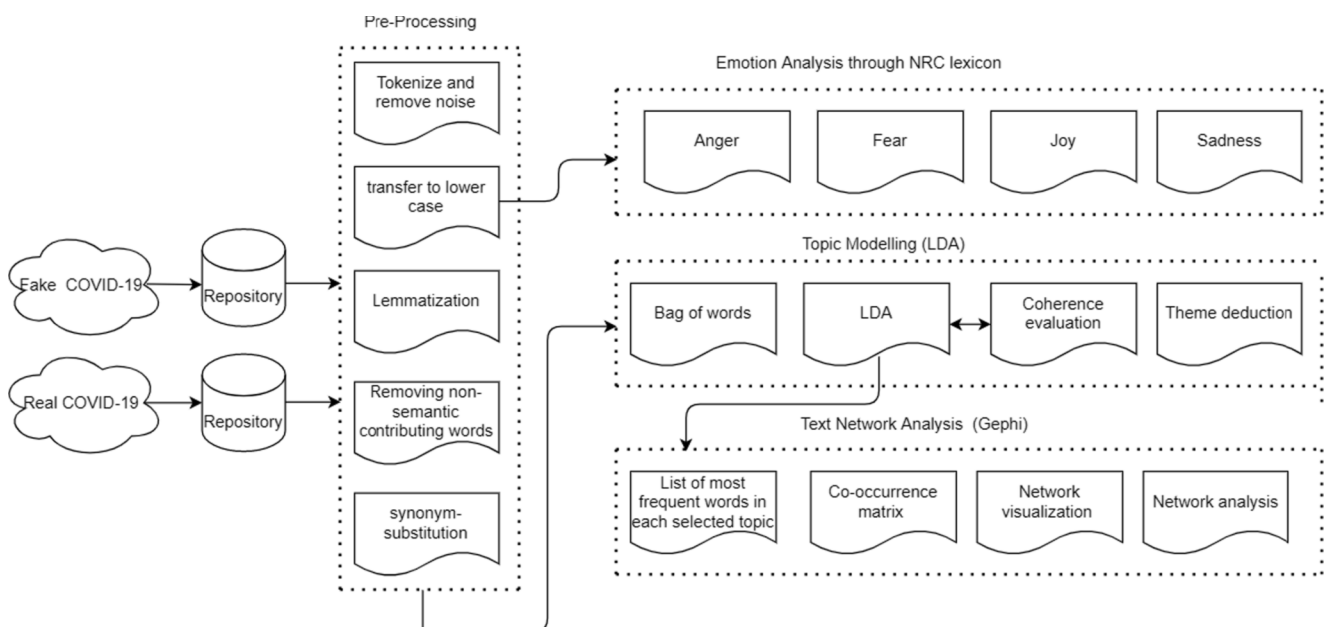 Pre-Processing
Tokenize and
remove noise
transfer to lower
case
Lemmatization
Removing non-
semantic
contributing words
synonym-
substitution
Fake COVID-19
Repository
Real COVID-19
Repository
Emotion Analysis through NRC lexicon
Anger
Fear
Joy
Sadness
Topic Modelling (LDA)
Bag of words
LDA
Coherence
evaluation
Theme deduction
Text Network Analysis (Gephi)
List of most
frequent words in
each selected topic
Co-occurrence
matrix
Network
visualization
Network analysis